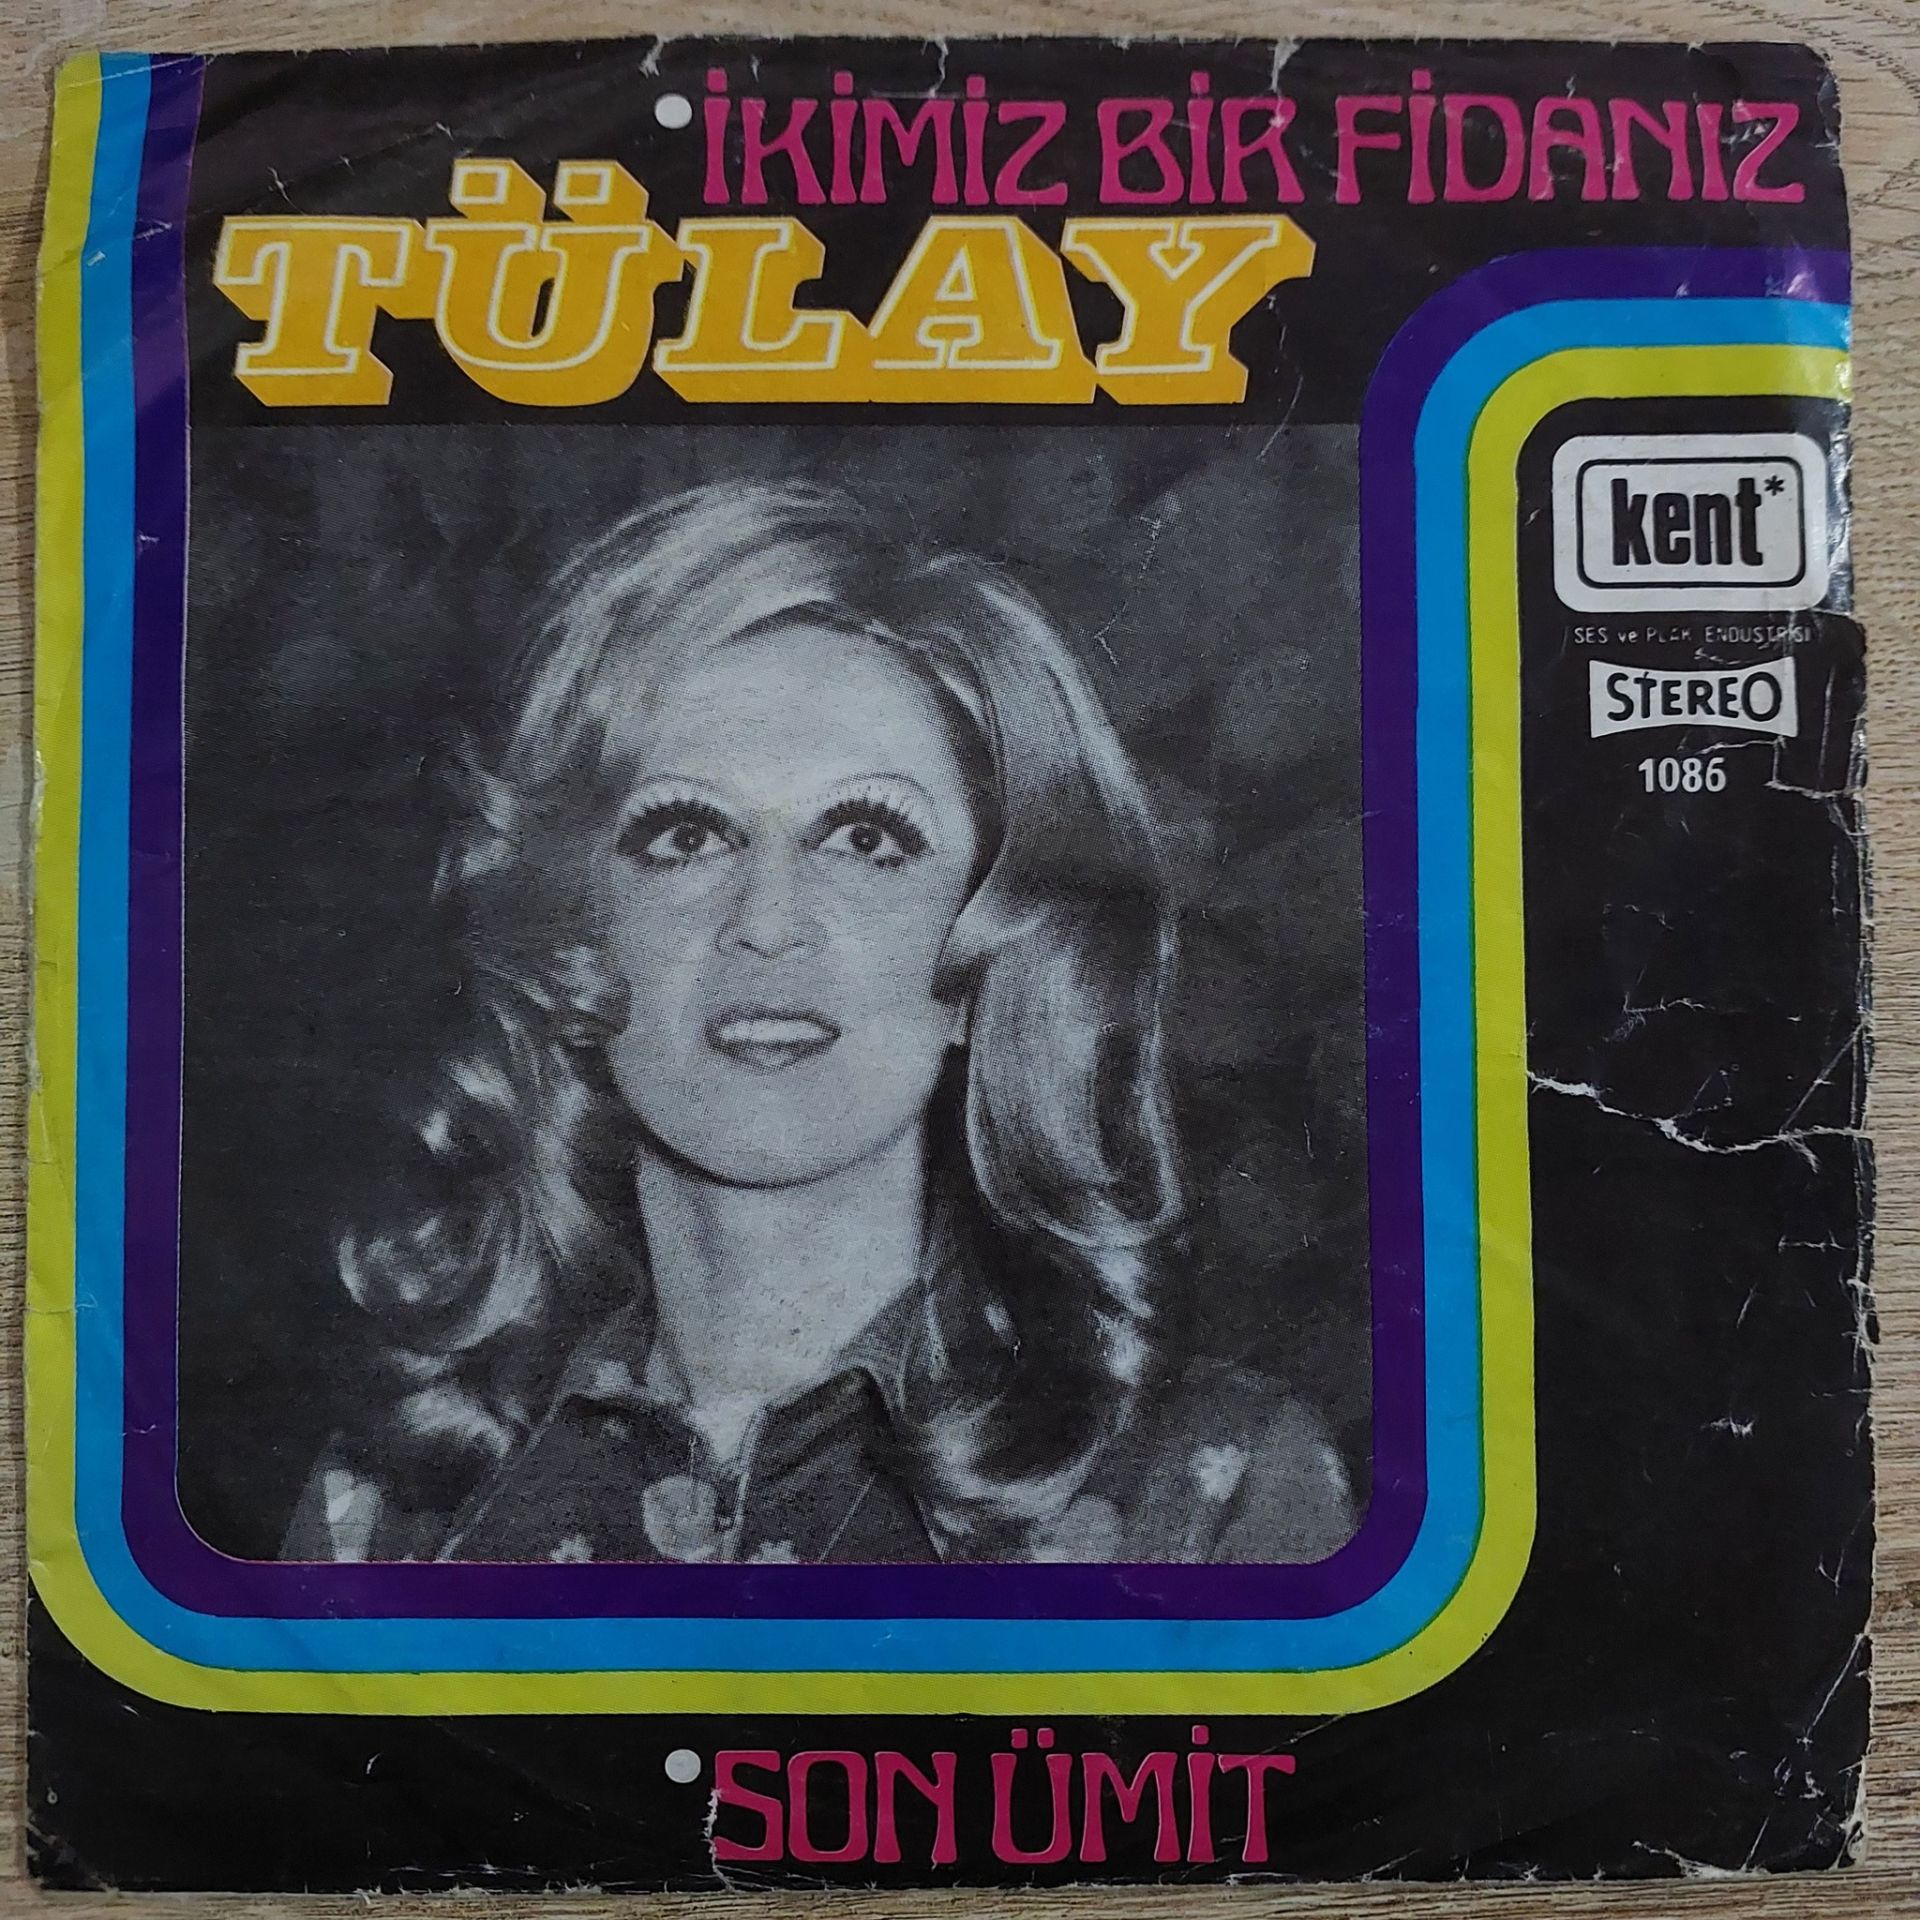 İKİMİZ BİR FİDANIZ
TÜLAY
kent*
SES ve PLAK ENDÜSTRİSİ
STEREO
1086
SON ÜMİT